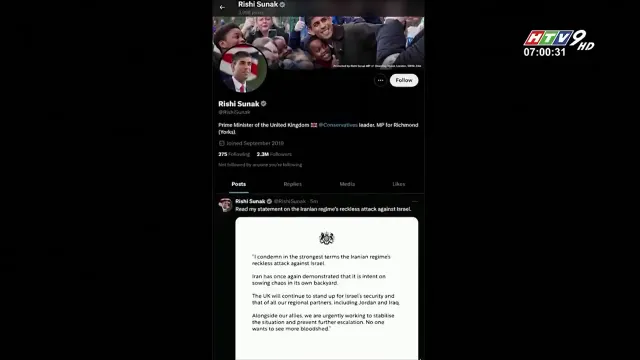 Rishi Sunak
HTV9 HD
07:00:31
Follow
Rishi Sunak
@RishiSunak
Prime Minister of the United Kingdom 🇬🇧 @Conservatives leader, MP for Richmond
(Yorks).
Joined September 2019
275 Following 2.3M Followers
Not followed by anyone you're following
Posts Replies Media Likes
Rishi Sunak @RishiSunak · 5m
Read my statement on the Iranian regime's reckless attack against Israel.
"I condemn in the strongest terms the Iranian regime's
reckless attack against Israel.
Iran has once again demonstrated that it is intent on
sowing chaos in its own backyard.
The UK will continue to stand up for Israel's security and
that of all our regional partners, including Jordan and Iraq.
Alongside our allies, we are urgently working to stabilise
the situation and prevent further escalation. No one
wants to see more bloodshed."